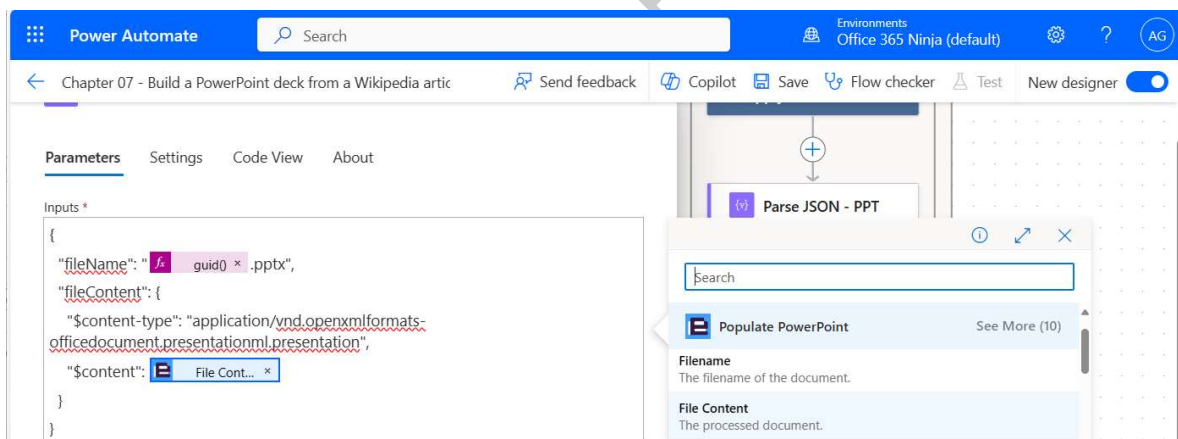 Power Automate
Search
Environments
Office 365 Ninja (default)
?
AG
Chapter 07 - Build a PowerPoint deck from a Wikipedia artic
Send feedback
Copilot
Save
Flow checker
Test
New designer
Parameters
Settings
Code View
About
Inputs *
{
"fileName": " fx guid() × .pptx",
"fileContent": {
"$content-type": "application/vnd.openxmlformats-
officedocument.presentationml.presentation",
"$content": File Cont... ×
}
}
Parse JSON - PPT
Search
Populate PowerPoint
See More (10)
Filename
The filename of the document.
File Content
The processed document.